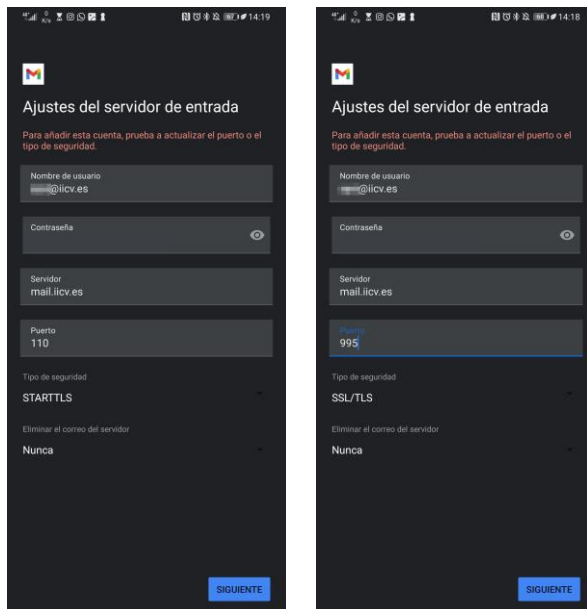 14:19
Ajustes del servidor de entrada
Para añadir esta cuenta, prueba a actualizar el puerto o el
tipo de seguridad.
Nombre de usuario
@iicv.es
Contraseña
Servidor
mail.iicv.es
Puerto
110
Tipo de seguridad
STARTTLS
Eliminar el correo del servidor
Nunca
SIGUIENTE
14:18
Ajustes del servidor de entrada
Para añadir esta cuenta, prueba a actualizar el puerto o el
tipo de seguridad.
Nombre de usuario
@iicv.es
Contraseña
Servidor
mail.iicv.es
Puerto
995
Tipo de seguridad
SSL/TLS
Eliminar el correo del servidor
Nunca
SIGUIENTE